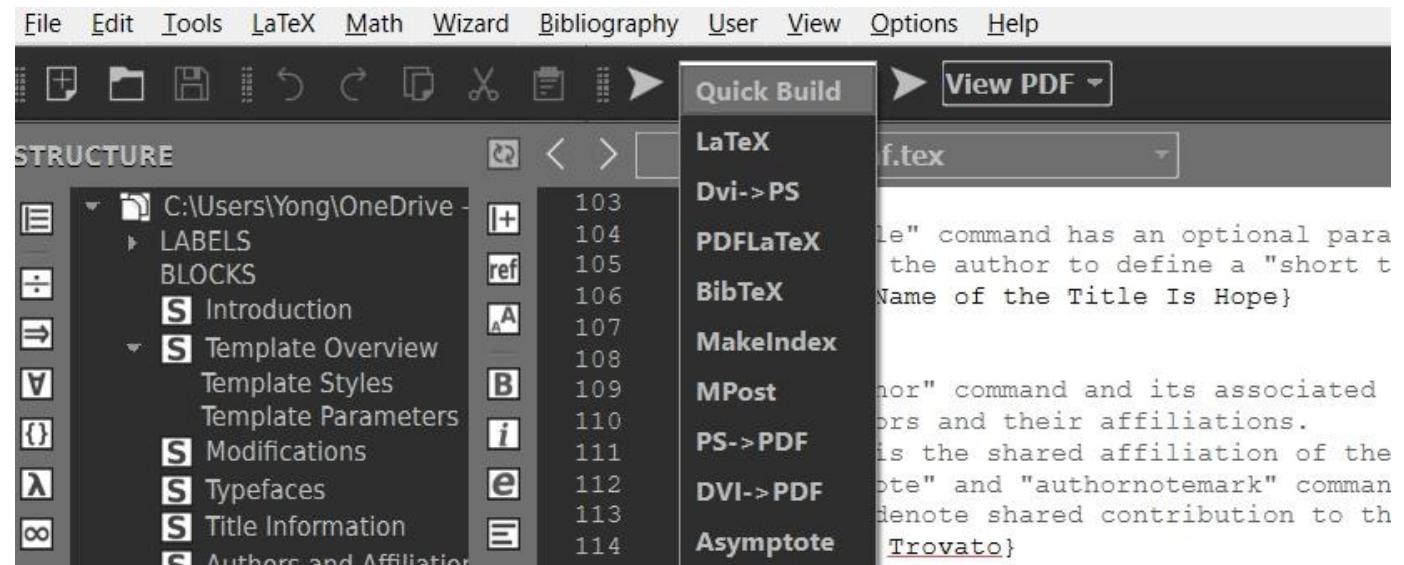 File Edit Tools LaTeX Math Wizard Bibliography User View Options Help
Quick Build
View PDF
STRUCTURE
LaTeX
f.tex
C:\Users\Yong\OneDrive -
LABELS
BLOCKS
S Introduction
S Template Overview
Template Styles
Template Parameters
S Modifications
S Typefaces
S Title Information
S Authors and Affiliation
ref
A A
B
i
e
103
104
105
106
107
108
109
110
111
112
113
114
Dvi->PS
PDFLaTeX
BibTeX
MakeIndex
MPost
PS->PDF
DVI->PDF
Asymptote
le" command has an optional para
the author to define a "short t
Name of the Title Is Hope}
hor" command and its associated
ors and their affiliations.
is the shared affiliation of the
ote" and "authornotemark" comman
denote shared contribution to th
Trovato}